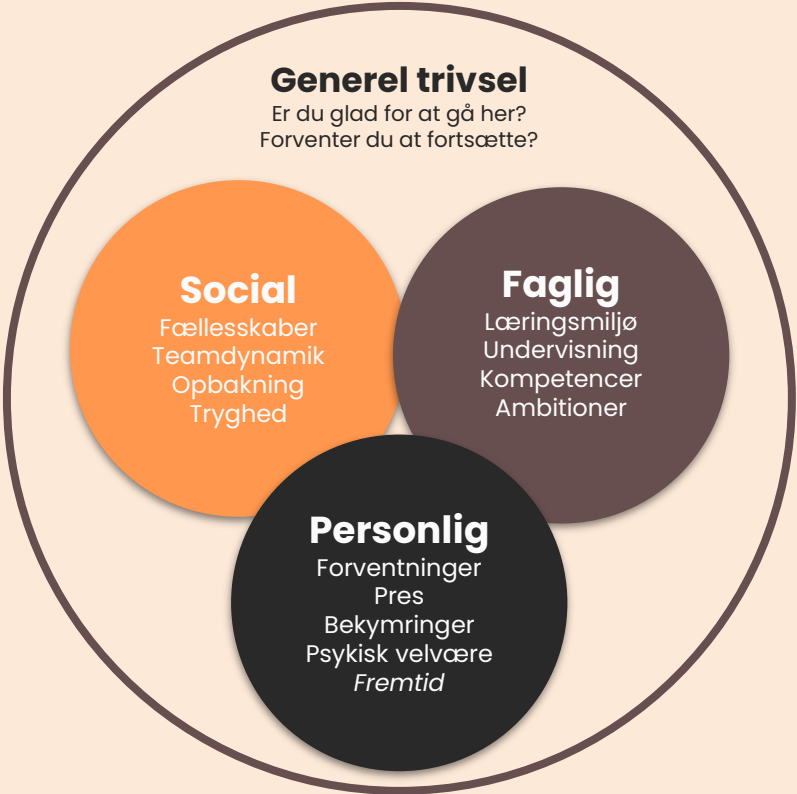 Generel trivsel
Er du glad for at gå her?
Forventer du at fortsætte?
Social
Fællesskaber
Teamdynamik
Opbakning
Tryghed
Faglig
Læringsmiljø
Undervisning
Kompetencer
Ambitioner
Personlig
Forventninger
Pres
Bekymringer
Psykisk velvære
Fremtid